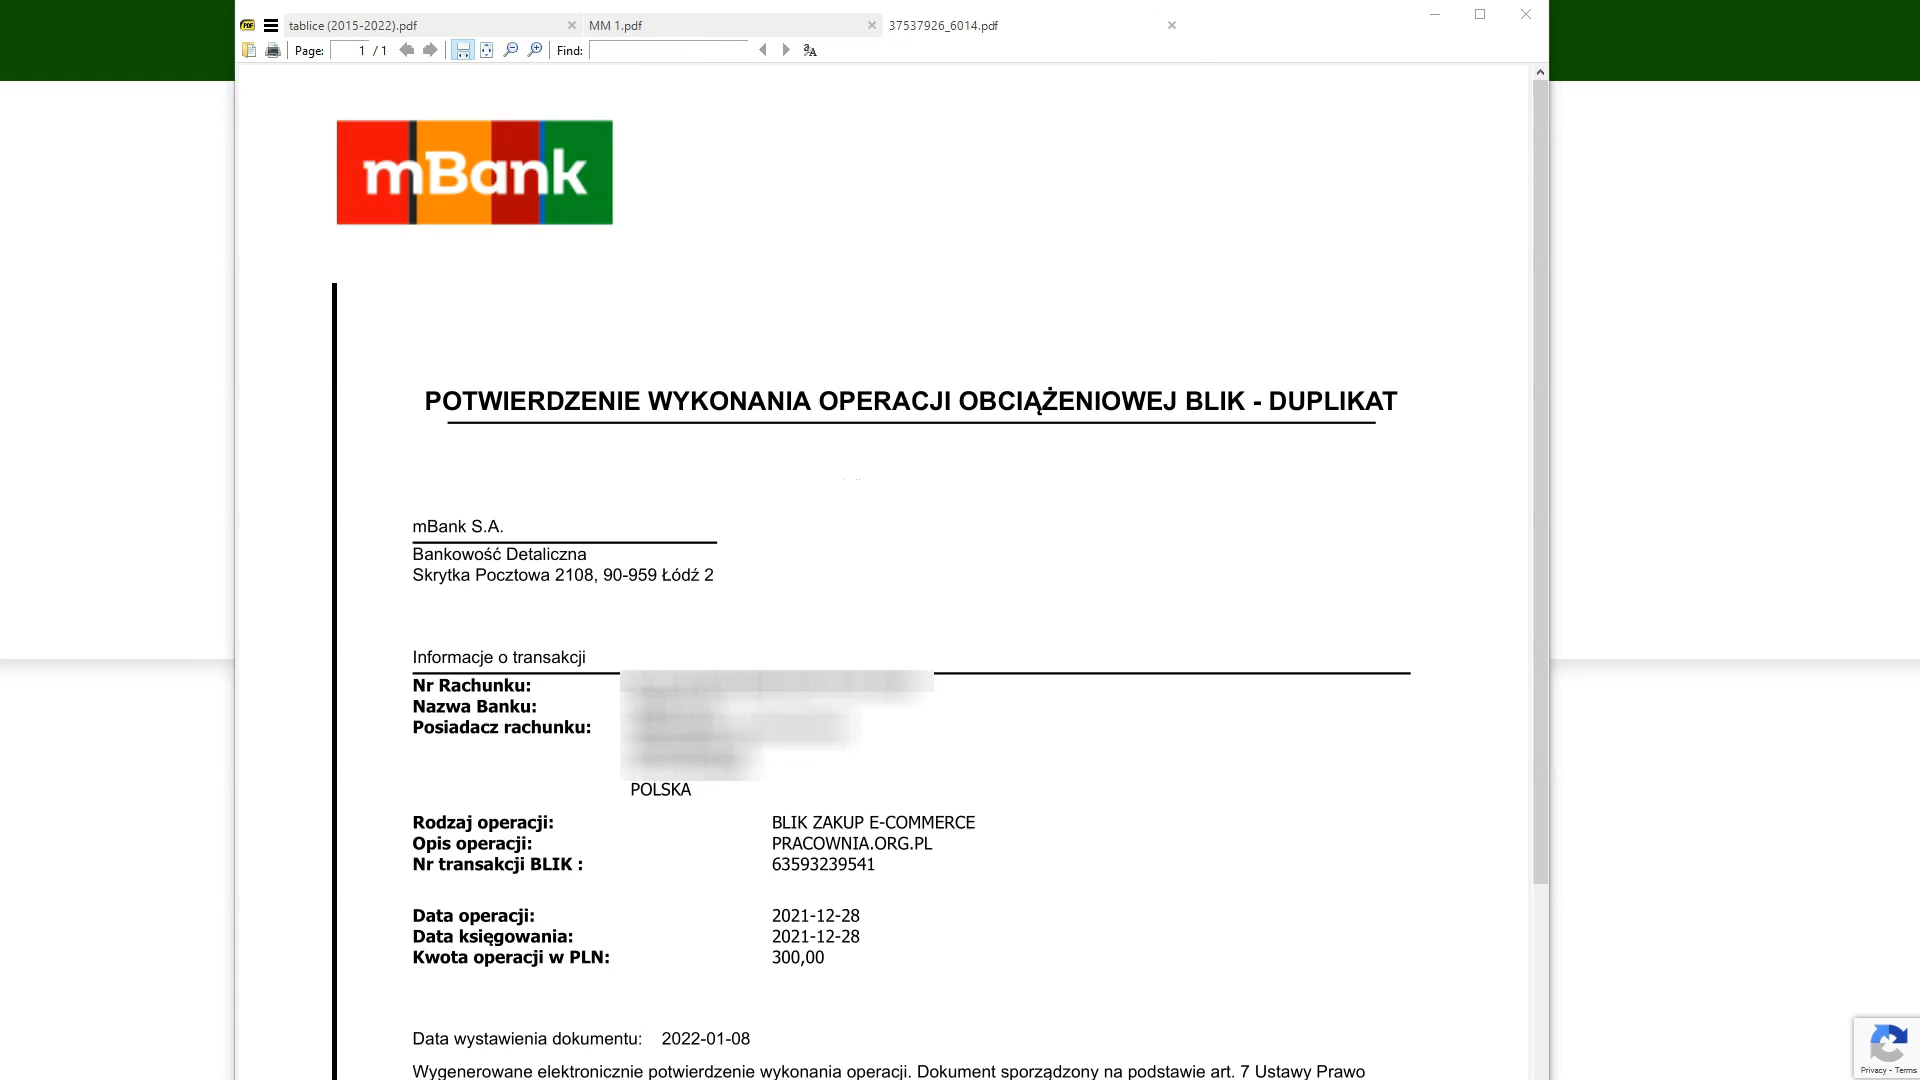 tablice (2015-2022).pdf
MM 1.pdf
37537926_6014.pdf
Page: 1 / 1
Find:
mBank
POTWIERDZENIE WYKONANIA OPERACJI OBCIĄŻENIOWEJ BLIK - DUPLIKAT
mBank S.A.
Bankowość Detaliczna
Skrytka Pocztowa 2108, 90-959 Łódź 2
Informacje o transakcji
Nr Rachunku:
Nazwa Banku:
Posiadacz rachunku:
POLSKA
Rodzaj operacji: BLIK ZAKUP E-COMMERCE
Opis operacji: PRACOWNIA.ORG.PL
Nr transakcji BLIK : 63593239541
Data operacji: 2021-12-28
Data księgowania: 2021-12-28
Kwota operacji w PLN: 300,00
Data wystawienia dokumentu: 2022-01-08
Wygenerowane elektronicznie potwierdzenie wykonania operacji. Dokument sporządzony na podstawie art. 7 Ustawy Prawo
Privacy - Terms